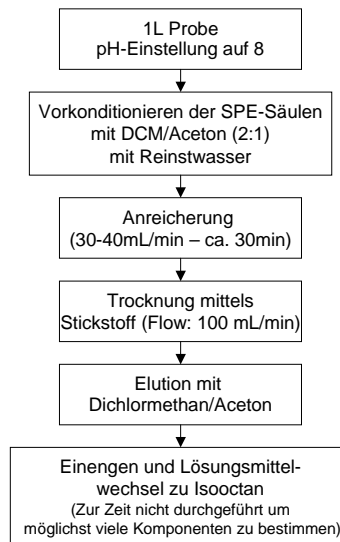 1L Probe
pH-Einstellung auf 8
Vorkonditionieren der SPE-Säulen
mit DCM/Aceton (2:1)
mit Reinstwasser
Anreicherung
(30-40mL/min – ca. 30min)
Trocknung mittels
Stickstoff (Flow: 100 mL/min)
Elution mit
Dichlormethan/Aceton
Einengen und Lösungsmittel-
wechsel zu Isooctan
(Zur Zeit nicht durchgeführt um
möglichst viele Komponenten zu bestimmen)